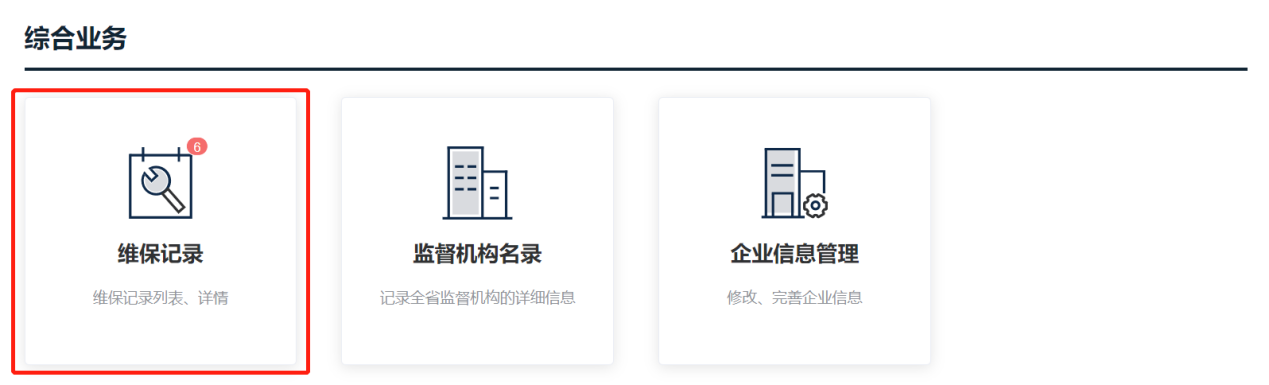 综合业务
6
维保记录
维保记录列表、详情
监督机构名录
记录全省监督机构的详细信息
企业信息管理
修改、完善企业信息